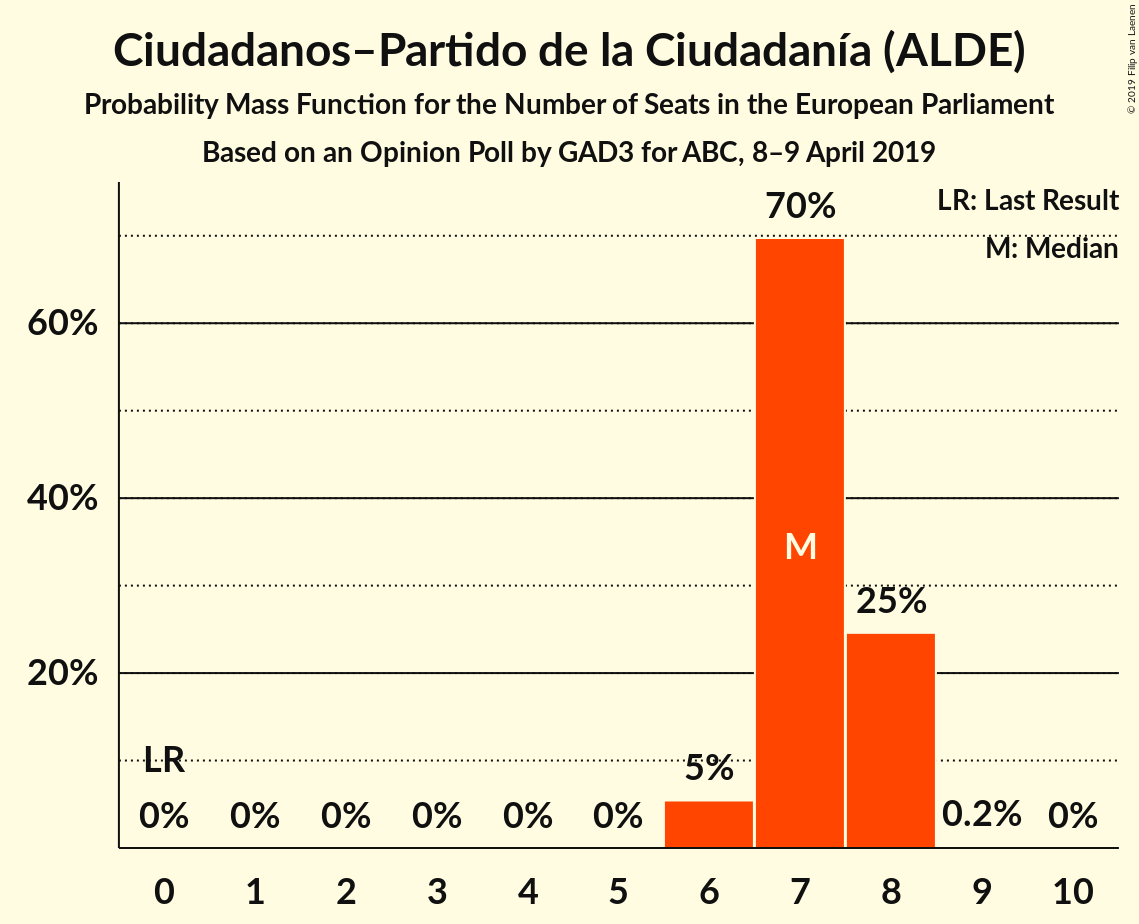 Ciudadanos–Partido de la Ciudadanía (ALDE)
Probability Mass Function for the Number of Seats in the European Parliament
Based on an Opinion Poll by GAD3 for ABC, 8–9 April 2019
© 2019 Filip van Laenen
LR: Last Result
M: Median
70%
60%
40%
M
25%
20%
LR
5%
0% 0% 0% 0% 0% 0% 0.2% 0%
0 1 2 3 4 5 6 7 8 9 10